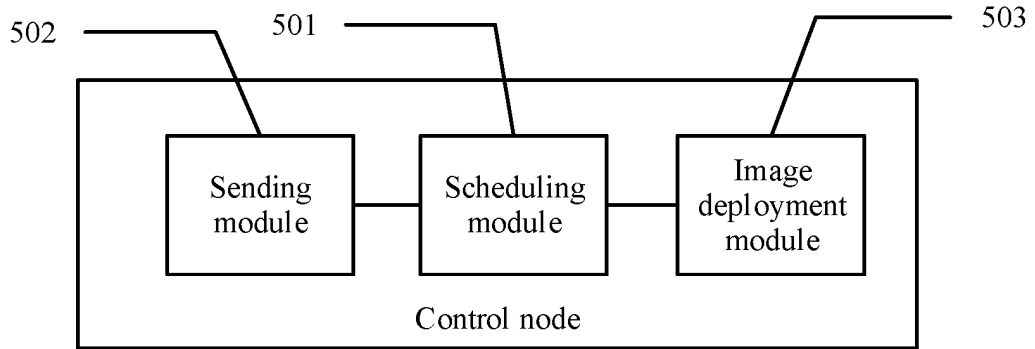 502
501
503
Sending
module
Scheduling
module
Image
deployment
module
Control node